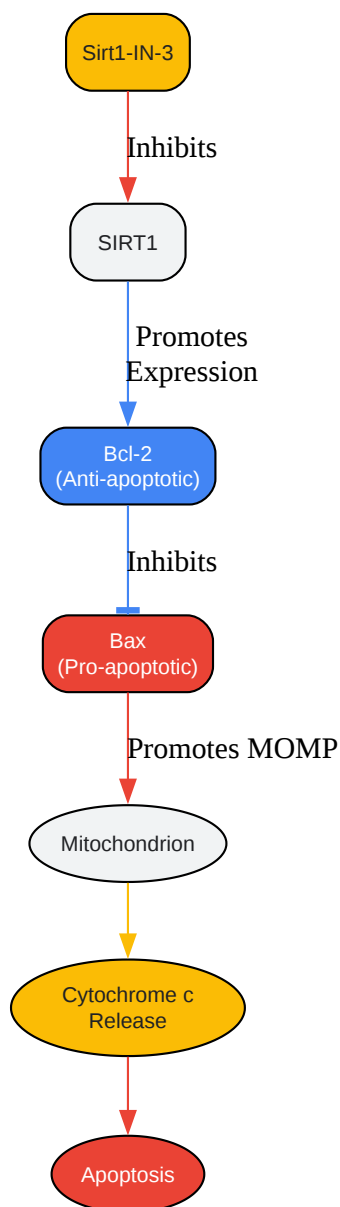 Sirt1-IN-3
Inhibits
SIRT1
Promotes
Expression
Bcl-2
(Anti-apoptotic)
Inhibits
Bax
(Pro-apoptotic)
Promotes MOMP
Mitochondrion
Cytochrome c
Release
Apoptosis